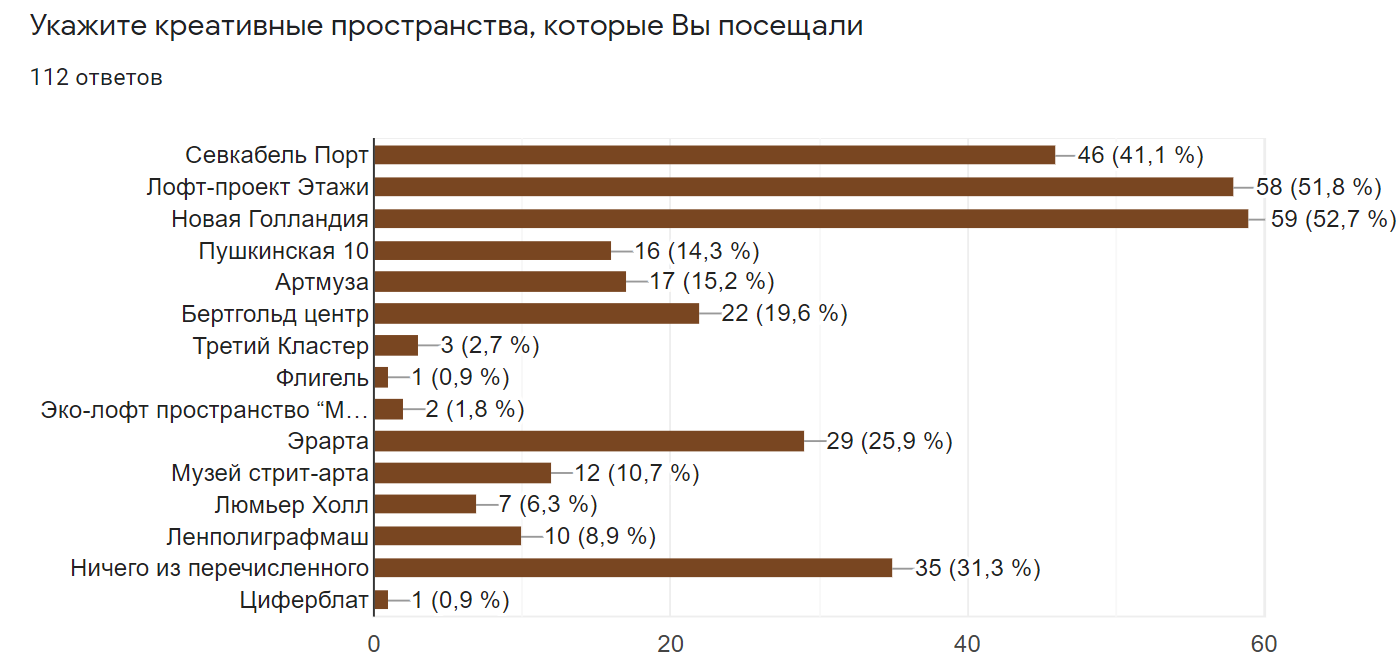 Укажите креативные пространства, которые Вы посещали
112 ответов
Севкабель Порт 46 (41,1 %)
Лофт-проект Этажи 58 (51,8 %)
Новая Голландия 59 (52,7 %)
Пушкинская 10 16 (14,3 %)
Артмуза 17 (15,2 %)
Бертгольд центр 22 (19,6 %)
Третий Кластер 3 (2,7 %)
Флигель 1 (0,9 %)
Эко-лофт пространство “М… 2 (1,8 %)
Эрарта 29 (25,9 %)
Музей стрит-арта 12 (10,7 %)
Люмьер Холл 7 (6,3 %)
Ленполиграфмаш 10 (8,9 %)
Ничего из перечисленного 35 (31,3 %)
Циферблат 1 (0,9 %)
0 20 40 60